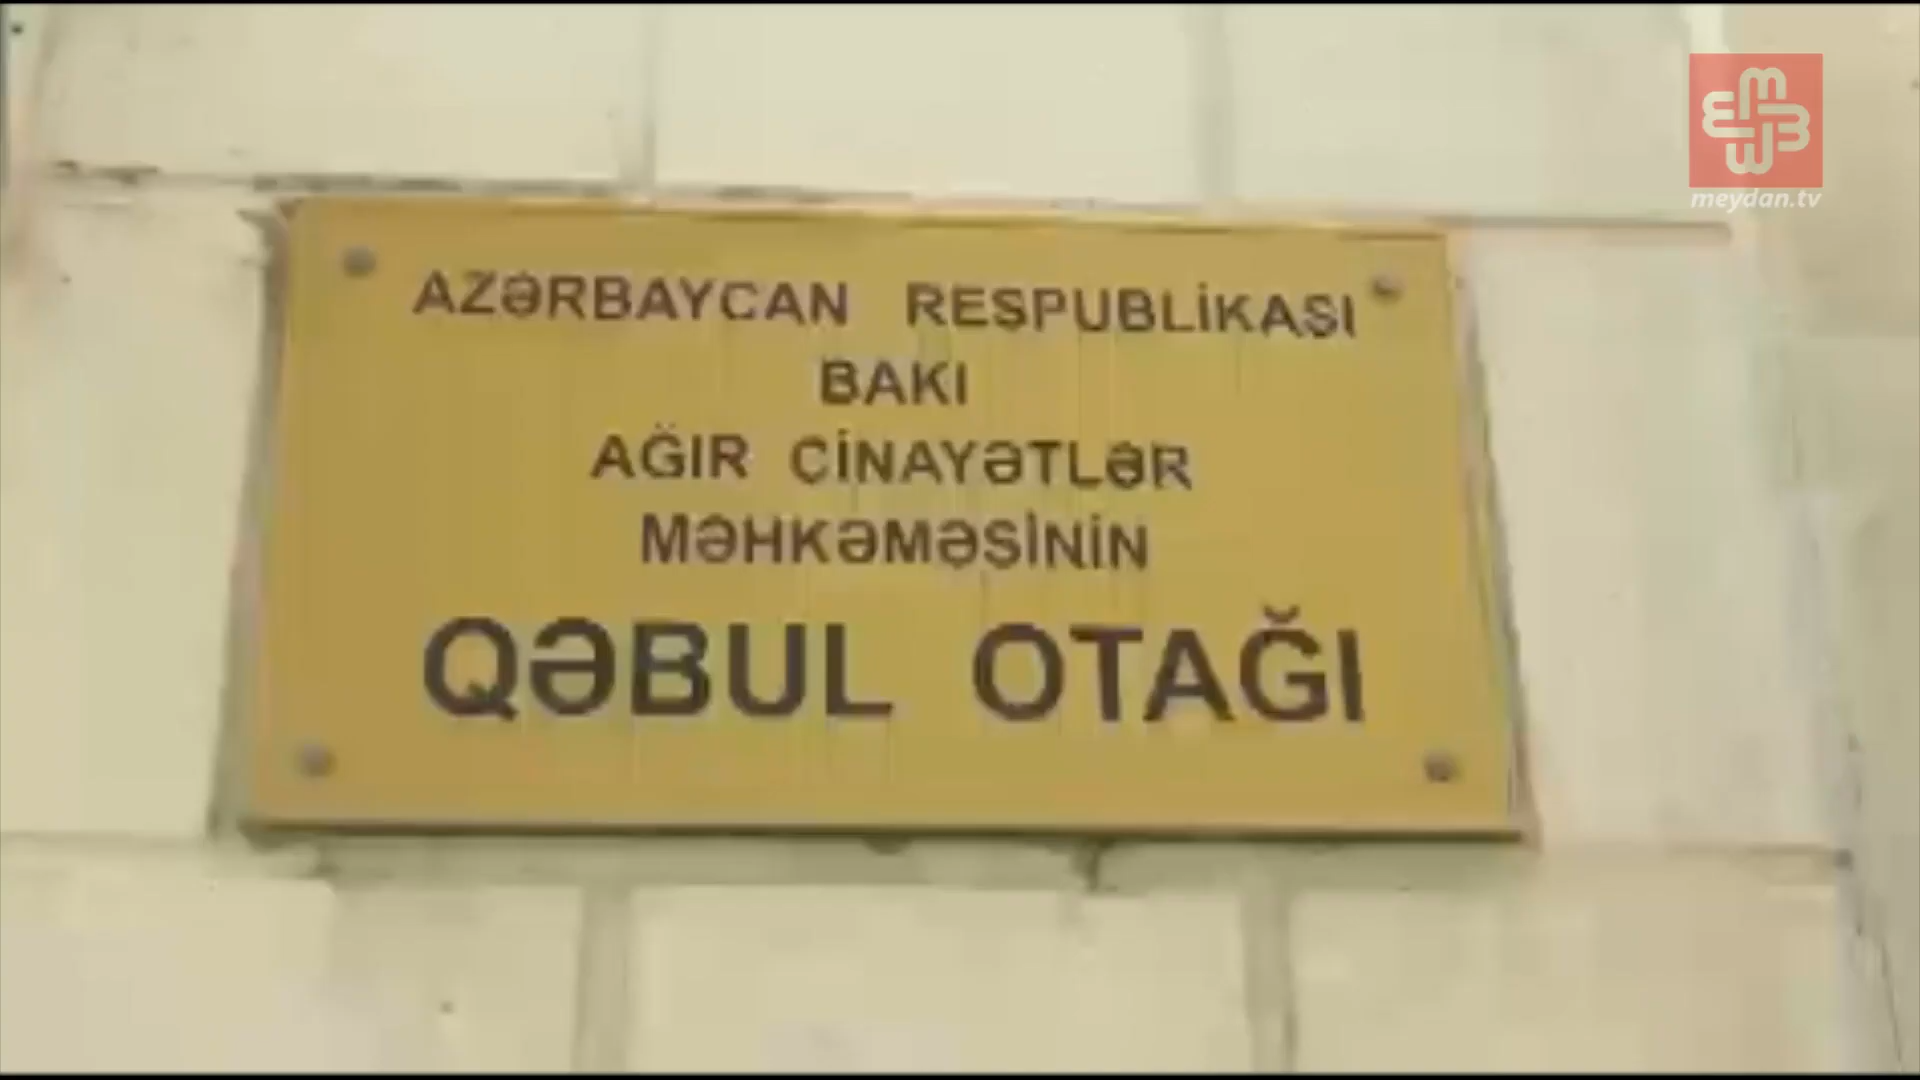 meydan.tv
AZƏRBAYCAN RESPUBLİKASI
BAKI
AĞIR CİNAYƏTLƏR
MƏHKƏMƏSİNİN
QƏBUL OTAĞI